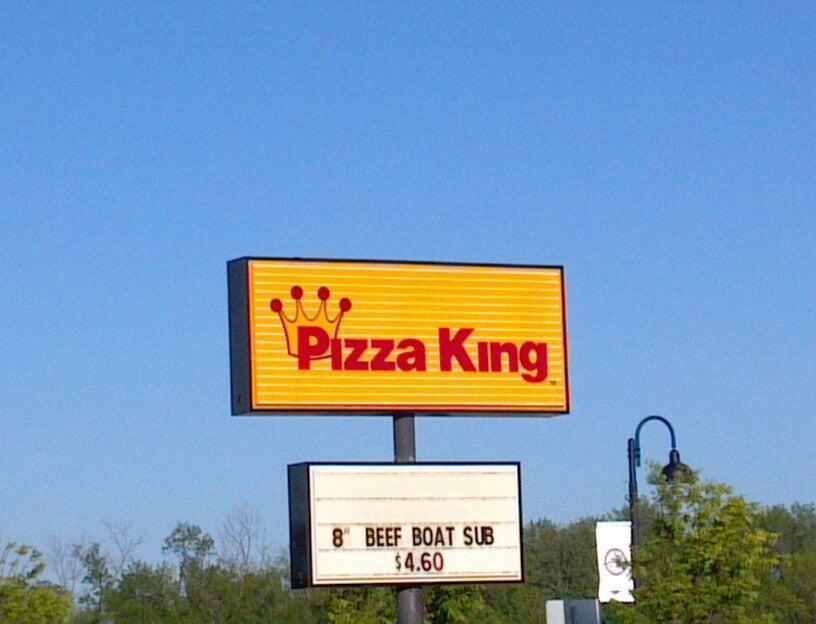 Pizza King
8" BEEF BOAT SUB
$4.60